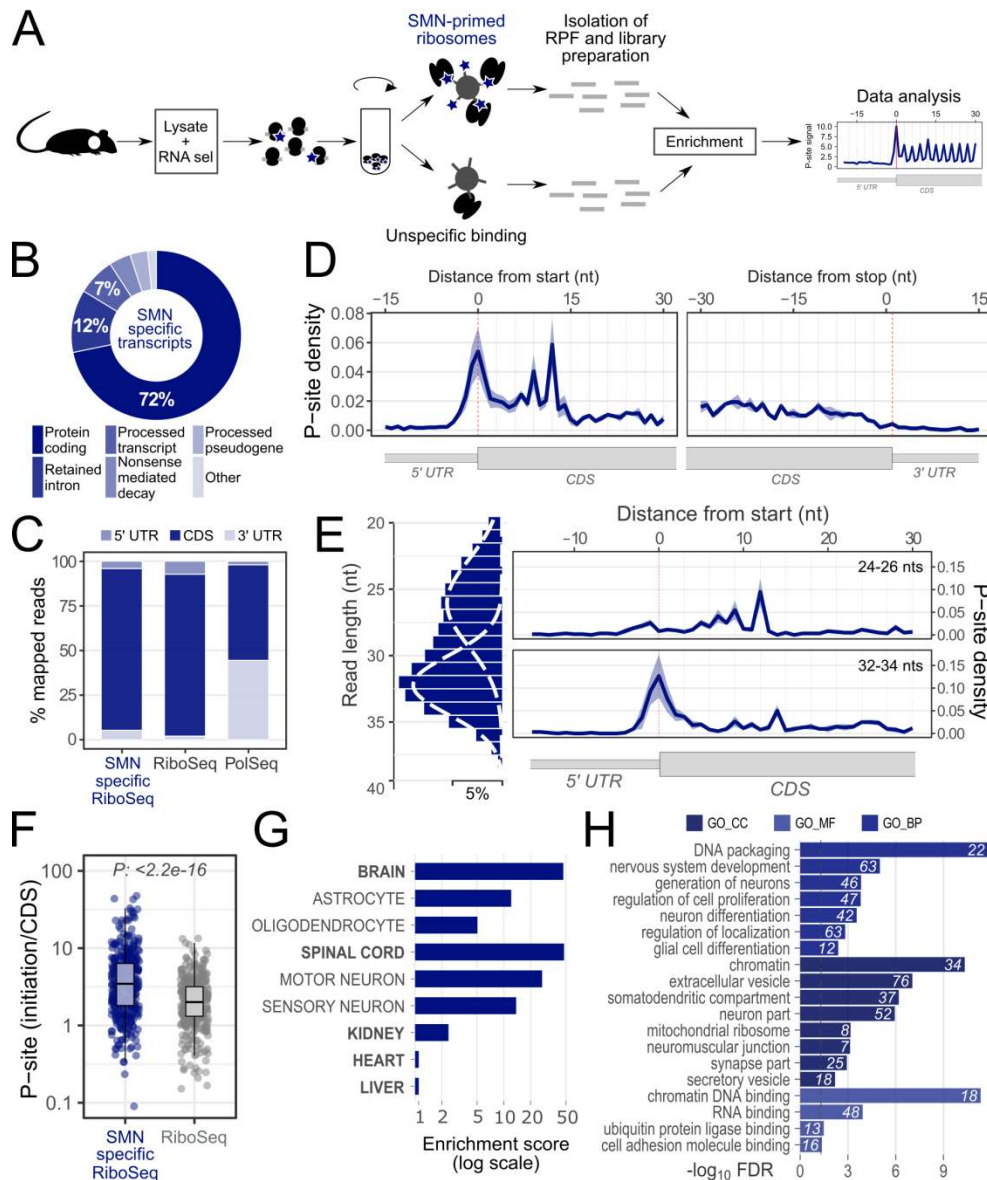 A
SMN-primed
ribosomes
Isolation of
RPF and library
preparation
Lysate
+
RNA sel
Unspecific binding
Enrichment
Data analysis
−15 0 15 30
P-site signal
10.0
7.5
5.0
2.5
5' UTR
CDS
B
7%
12%
72%
SMN
specific
transcripts
Protein
coding
Processed
transcript
Processed
pseudogene
Retained
intron
Nonsense
mediated
decay
Other
C
5' UTR CDS 3' UTR
% mapped reads
100
75
50
25
0
SMN
specific
RiboSeq
RiboSeq
PolSeq
D
Distance from start (nt)
−15 0 15 30
Distance from stop (nt)
−30 −15 0 15
P−site density
0.08
0.06
0.04
0.02
0.00
5' UTR
CDS
CDS
3' UTR
E
Read length (nt)
20
25
30
35
40
5%
Distance from start (nt)
−10 0 10 20 30
24-26 nts
0.15
0.10
0.05
0.00
32-34 nts
0.15
0.10
0.05
0.00
P−site density
5' UTR
CDS
F
P: <2.2e-16
P−site (initiation/CDS)
100
10
1
0.1
SMN
specific
RiboSeq
RiboSeq
G
BRAIN
ASTROCYTE
OLIGODENDROCYTE
SPINAL CORD
MOTOR NEURON
SENSORY NEURON
KIDNEY
HEART
LIVER
1 2 5 10 20 50
Enrichment score
(log scale)
H
GO_CC GO_MF GO_BP
DNA packaging 22
nervous system development 63
generation of neurons 46
regulation of cell proliferation 47
neuron differentiation 42
regulation of localization 63
glial cell differentiation 12
chromatin 34
extracellular vesicle 76
somatodendritic compartment 37
neuron part 52
mitochondrial ribosome 8
neuromuscular junction 7
synapse part 25
secretory vesicle 18
chromatin DNA binding 18
RNA binding 48
ubiquitin protein ligase binding 13
cell adhesion molecule binding 16
-log10 FDR 0 3 6 9